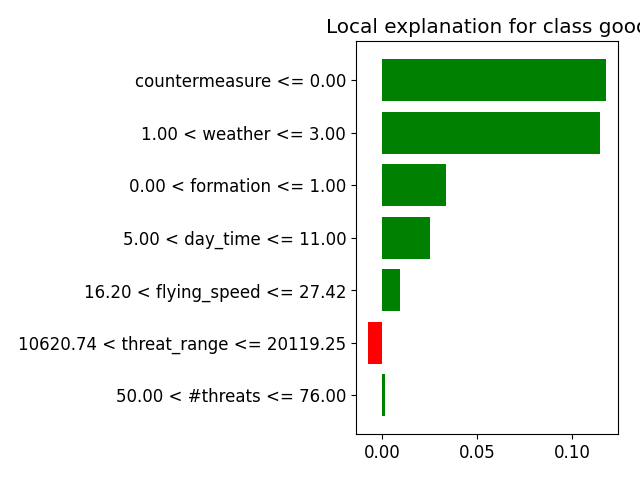 Local explanation for class good
countermeasure <= 0.00
1.00 < weather <= 3.00
0.00 < formation <= 1.00
5.00 < day_time <= 11.00
16.20 < flying_speed <= 27.42
10620.74 < threat_range <= 20119.25
50.00 < #threats <= 76.00
0.00 0.05 0.10